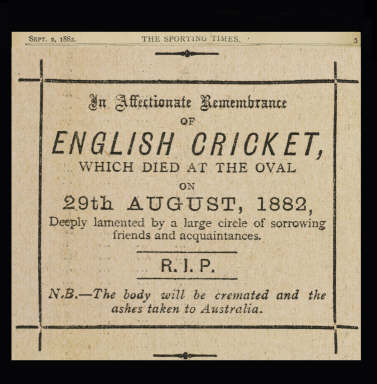 SEPT. 2, 1882. THE SPORTING TIMES. 5
In Affectionate Remembrance
OF
ENGLISH CRICKET,
WHICH DIED AT THE OVAL
ON
29th AUGUST, 1882,
Deeply lamented by a large circle of sorrowing
friends and acquaintances.
R. I. P.
N.B.—The body will be cremated and the
ashes taken to Australia.